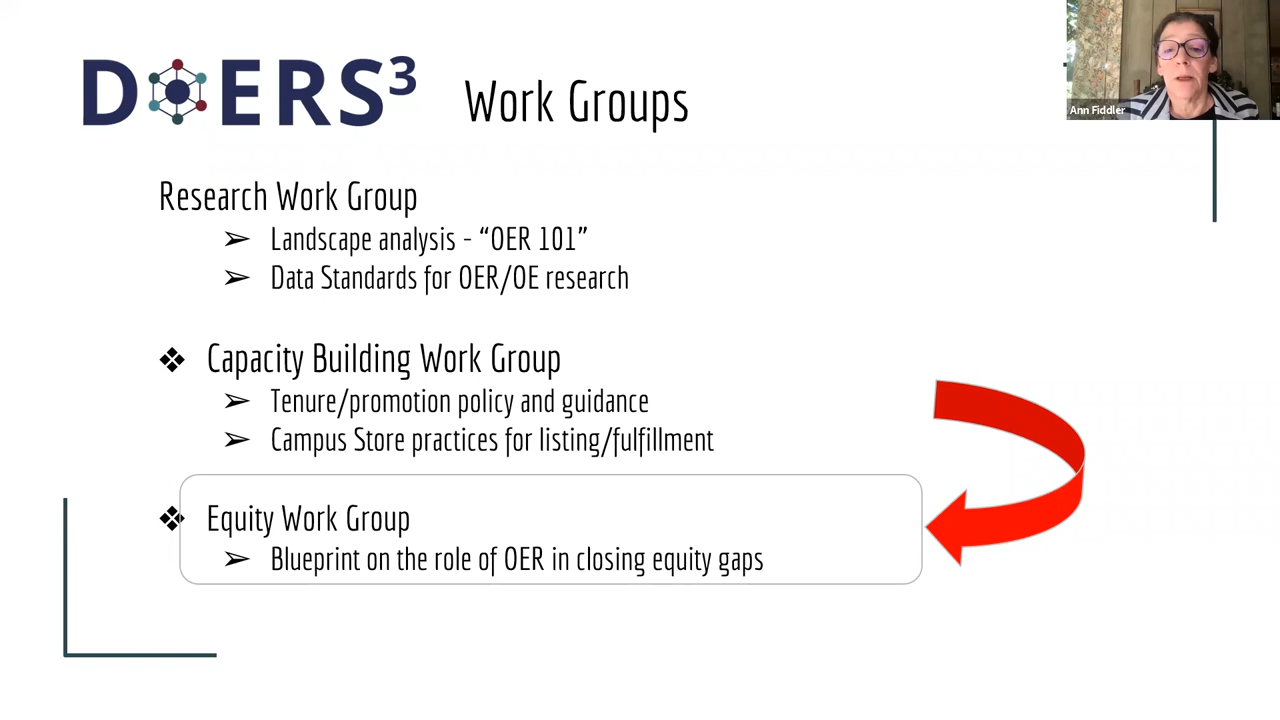 DOERS³ Work Groups
Ann Fiddler
Research Work Group
➢ Landscape analysis - “OER 101”
➢ Data Standards for OER/OE research
❖ Capacity Building Work Group
➢ Tenure/promotion policy and guidance
➢ Campus Store practices for listing/fulfillment
❖ Equity Work Group
➢ Blueprint on the role of OER in closing equity gaps